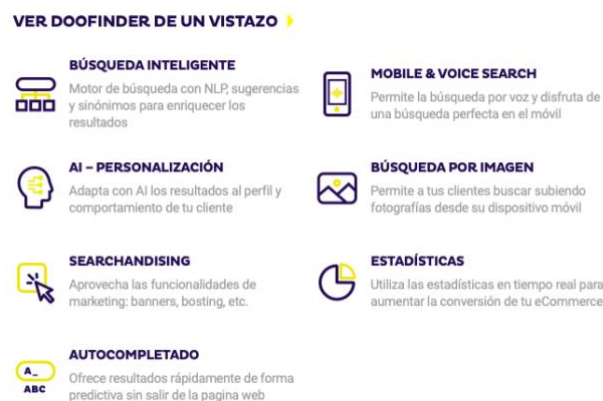 VER DOOFINDER DE UN VISTAZO
BÚSQUEDA INTELIGENTE
Motor de búsqueda con NLP, sugerencias
y sinónimos para enriquecer los
resultados
MOBILE & VOICE SEARCH
Permite la búsqueda por voz y disfruta de
una búsqueda perfecta en el móvil
AI – PERSONALIZACIÓN
Adapta con AI los resultados al perfil y
comportamiento de tu cliente
BÚSQUEDA POR IMAGEN
Permite a tus clientes buscar subiendo
fotografías desde su dispositivo móvil
SEARCHANDISING
Aprovecha las funcionalidades de
marketing: banners, bosting, etc.
ESTADÍSTICAS
Utiliza las estadísticas en tiempo real para
aumentar la conversión de tu eCommerce
A_
ABC
AUTOCOMPLETADO
Ofrece resultados rápidamente de forma
predictiva sin salir de la pagina web